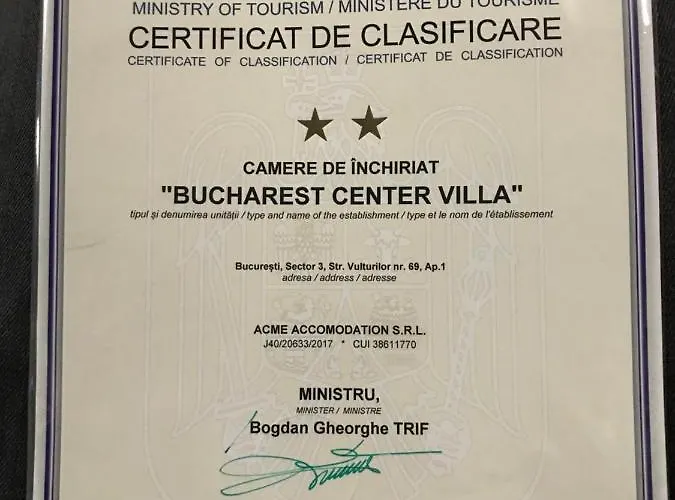 MINISTRY OF TOURISM / MINISTÈRE DU TOURISME
CERTIFICAT DE CLASIFICARE
CERTIFICATE OF CLASSIFICATION / CERTIFICAT DE CLASSIFICATION
CAMERE DE ÎNCHIRIAT
"BUCHAREST CENTER VILLA"
tipul și denumirea unității / type and name of the establishment / type et le nom de l'établissement
București, Sector 3, Str. Vulturilor nr. 69, Ap.1
adresa / address / adresse
ACME ACCOMODATION S.R.L.
J40/20633/2017 * CUI 38611770
MINISTRU,
MINISTER / MINISTRE
Bogdan Gheorghe TRIF